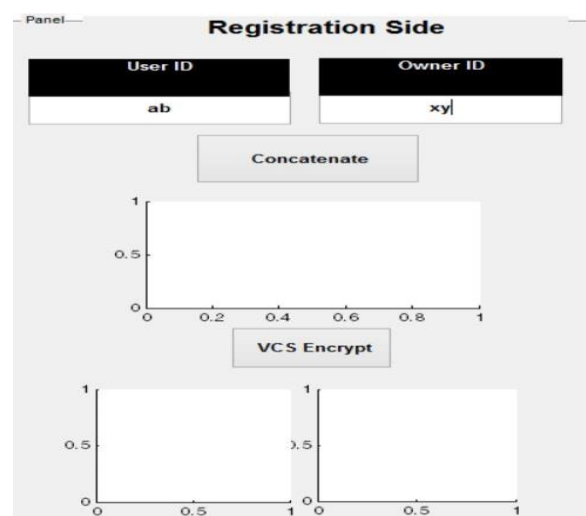 Panel
Registration Side
User ID Owner ID
ab xy
Concatenate
1
0.5
0
0 0.2 0.4 0.6 0.8 1
VCS Encrypt
1 1
0.5 0.5
0 0
0 0.5 1 0 0.5 1